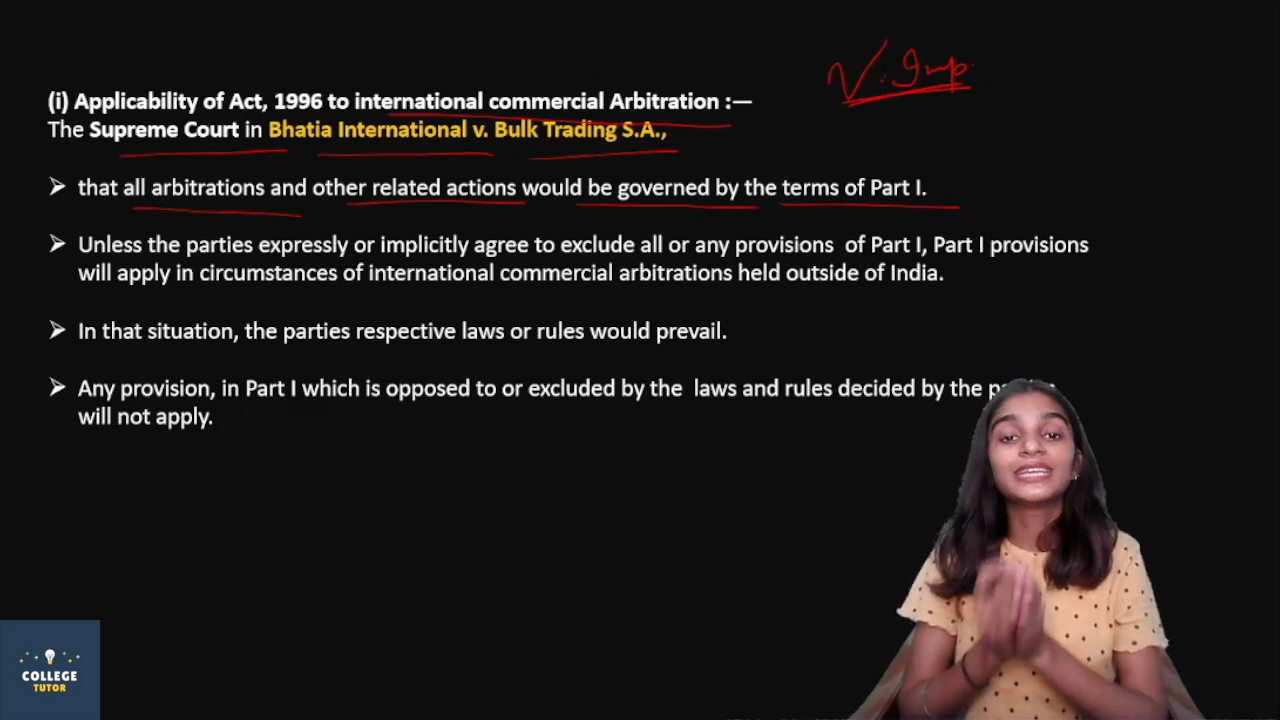 V. Imp.
(i) Applicability of Act, 1996 to international commercial Arbitration :—
The Supreme Court in Bhatia International v. Bulk Trading S.A.,
➢ that all arbitrations and other related actions would be governed by the terms of Part I.
➢ Unless the parties expressly or implicitly agree to exclude all or any provisions of Part I, Part I provisions
will apply in circumstances of international commercial arbitrations held outside of India.
➢ In that situation, the parties respective laws or rules would prevail.
➢ Any provision, in Part I which is opposed to or excluded by the laws and rules decided by the
will not apply.
COLLEGE
TUTOR